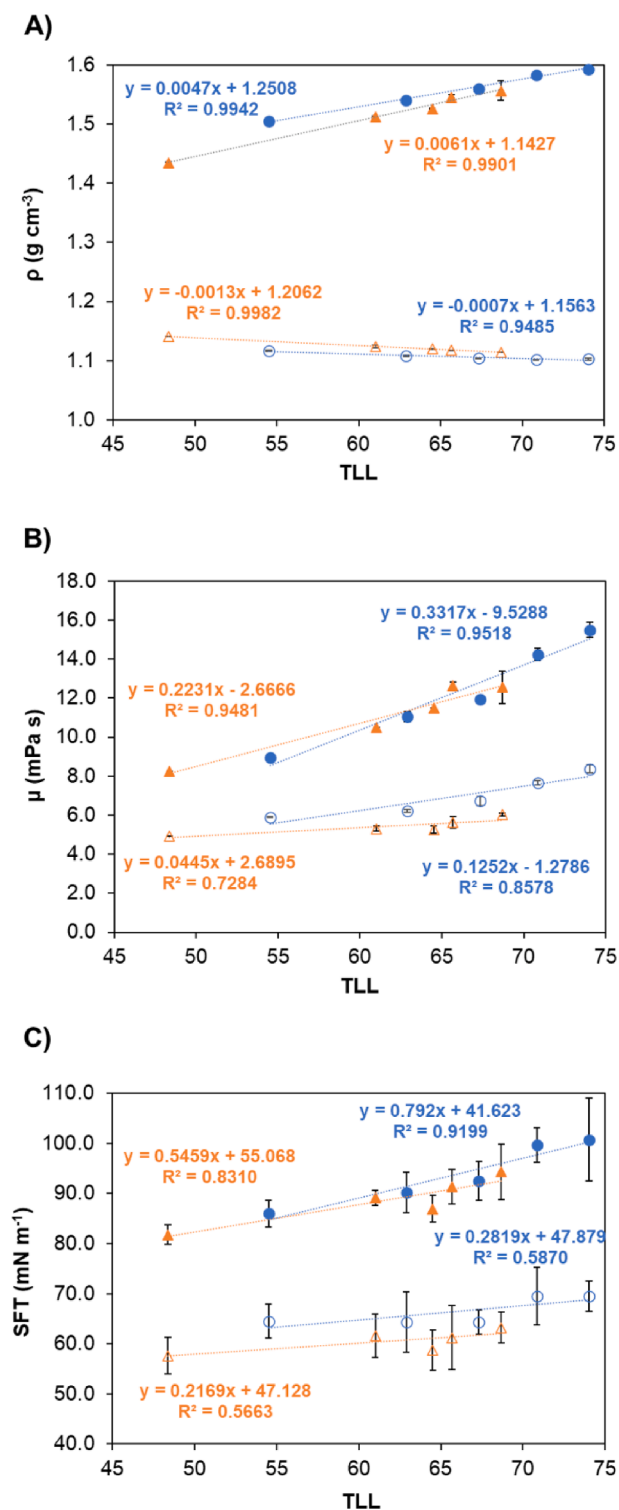 A)
1.6
y = 0.0047x + 1.2508
R² = 0.9942
1.5
y = 0.0061x + 1.1427
R² = 0.9901
1.4
ρ (g cm⁻³)
1.3
y = -0.0013x + 1.2062
R² = 0.9982
y = -0.0007x + 1.1563
R² = 0.9485
1.2
1.1
1.0
45 50 55 60 65 70 75
TLL
B)
18.0
y = 0.3317x - 9.5288
R² = 0.9518
16.0
14.0
y = 0.2231x - 2.6666
R² = 0.9481
12.0
10.0
μ (mPa s)
8.0
6.0
4.0
y = 0.0445x + 2.6895
R² = 0.7284
y = 0.1252x - 1.2786
R² = 0.8578
2.0
0.0
45 50 55 60 65 70 75
TLL
C)
110.0
y = 0.792x + 41.623
R² = 0.9199
100.0
y = 0.5459x + 55.068
R² = 0.8310
90.0
80.0
SFT (mN m⁻¹)
y = 0.2819x + 47.879
R² = 0.5870
70.0
60.0
50.0
y = 0.2169x + 47.128
R² = 0.5663
40.0
45 50 55 60 65 70 75
TLL